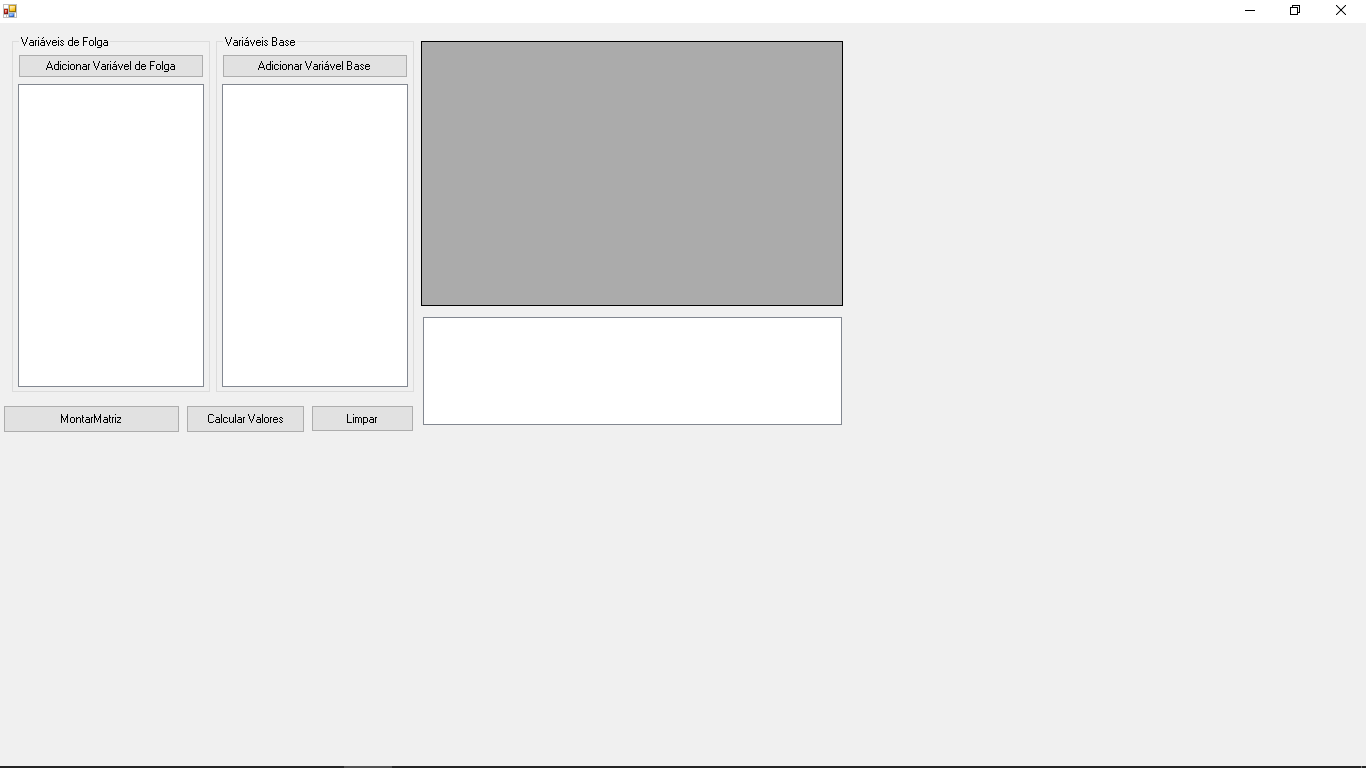 Variáveis de Folga
Adicionar Variável de Folga
Variáveis Base
Adicionar Variável Base
MontarMatriz
Calcular Valores
Limpar